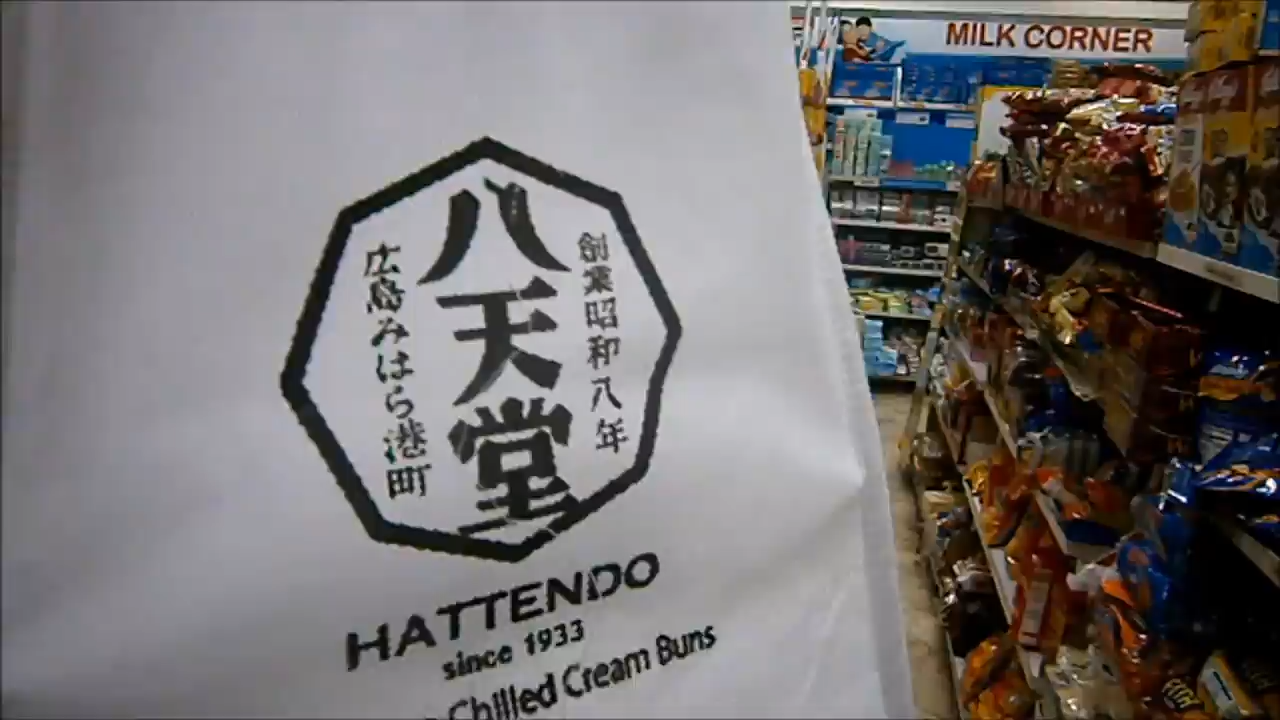 MILK CORNER
創業昭和八年
八天堂
広島みはら港町
HATTENDO
since 1933
Chilled Cream Buns